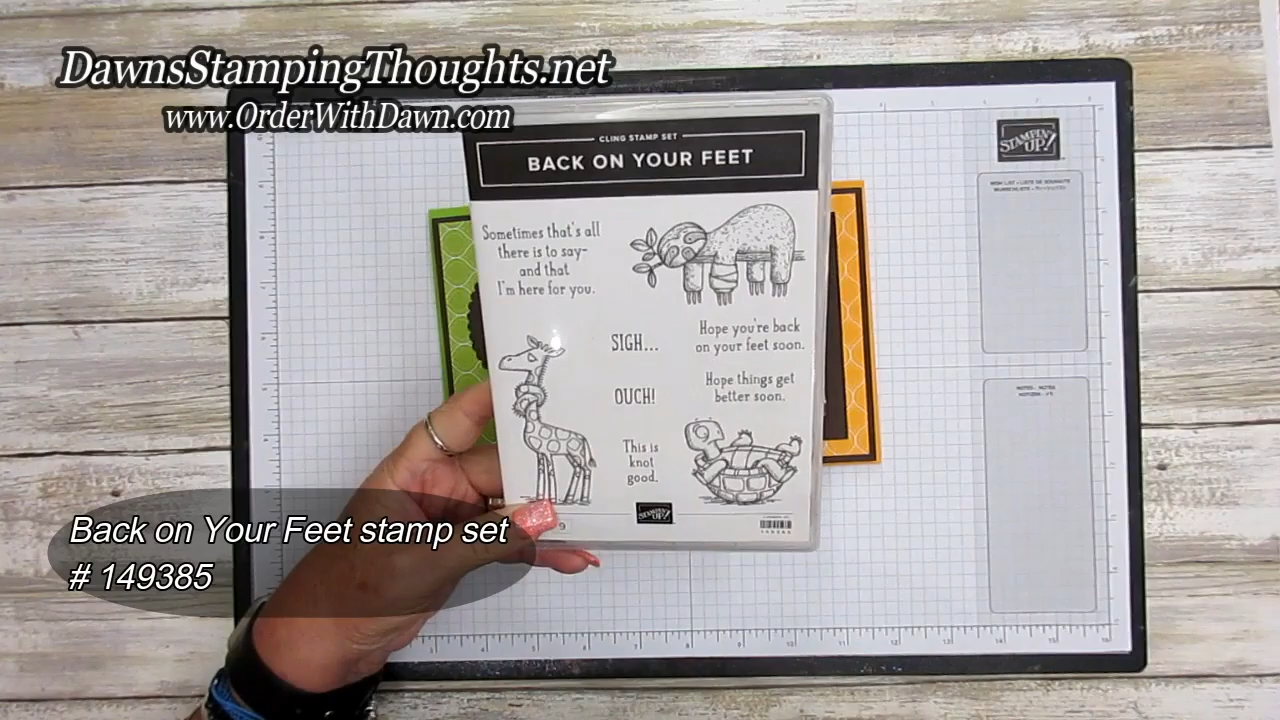 DawnsStampingThoughts.net
www.OrderWithDawn.com
CLING STAMP SET
BACK ON YOUR FEET
Sometimes that's all
there is to say–
and that
I'm here for you.
SIGH...
Hope you're back
on your feet soon.
OUCH!
Hope things get
better soon.
This is
knot
good.
STAMPIN' UP!
STAMPIN' UP!
Back on Your Feet stamp set
# 149385